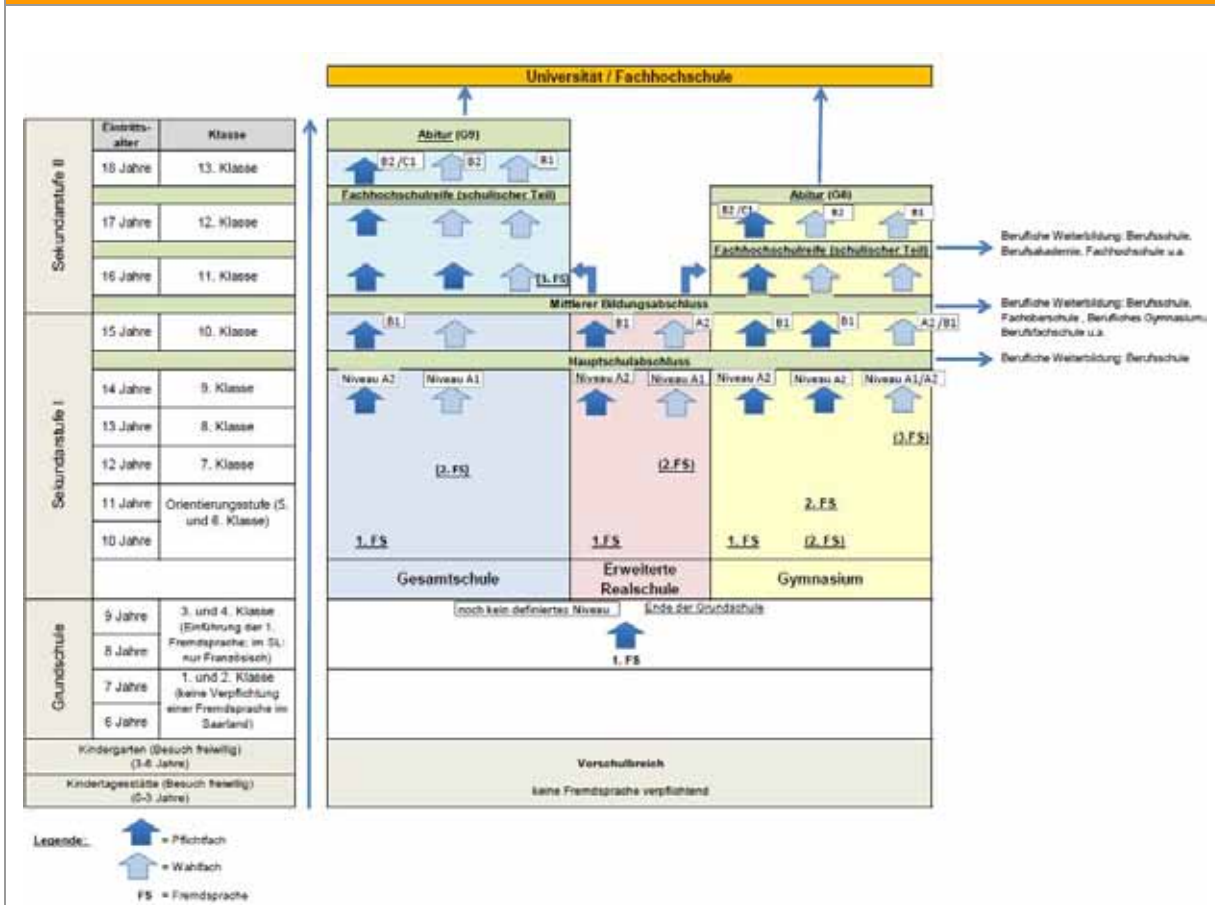 Universität / Fachhochschule
Sekundarstufe II
Eintritts-
alter
Klasse
Abitur (G9)
18 Jahre
13. Klasse
B2/C1
B2
B1
Fachhochschulreife (schulischer Teil)
Abitur (G8)
17 Jahre
12. Klasse
B2/C1
B2
B1
Fachhochschulreife (schulischer Teil)
Berufliche Weiterbildung: Berufsschule,
Berufsakademie, Fachhochschule u.a.
16 Jahre
11. Klasse
(3. FS)
Mittlerer Bildungsabschluss
Berufliche Weiterbildung: Berufsschule,
Fachoberschule , Berufliches Gymnasium,
Berufsfachschule u.a.
Sekundarstufe I
15 Jahre
10. Klasse
B1
B1
A2
B1
B1
A2/B1
Hauptschulabschluss
Berufliche Weiterbildung: Berufsschule
14 Jahre
9. Klasse
Niveau A2
Niveau A1
Niveau A2
Niveau A1
Niveau A2
Niveau A2
Niveau A1/A2
13 Jahre
8. Klasse
(3.FS)
12 Jahre
7. Klasse
(2. FS)
(2.FS)
11 Jahre
Orientierungsstufe (5.
und 6. Klasse)
2. FS
10 Jahre
1. FS
1.FS
1. FS
(2. FS)
Gesamtschule
Erweiterte
Realschule
Gymnasium
Grundschule
9 Jahre
3. und 4. Klasse
(Einführung der 1.
Fremdsprache; im SL:
nur Französisch)
noch kein definiertes Niveau
Ende der Grundschule
8 Jahre
1. FS
7 Jahre
1. und 2. Klasse
(keine Verpflichtung
einer Fremdsprache im
Saarland)
6 Jahre
Kindergarten (Besuch freiwillig)
(3-6 Jahre)
Vorschulbreich
Kindertagesstätte (Besuch freiwillig)
(0-3 Jahre)
keine Fremdsprache verpflichtend
Legende:
= Pflichtfach
= Wahlfach
FS = Fremdsprache